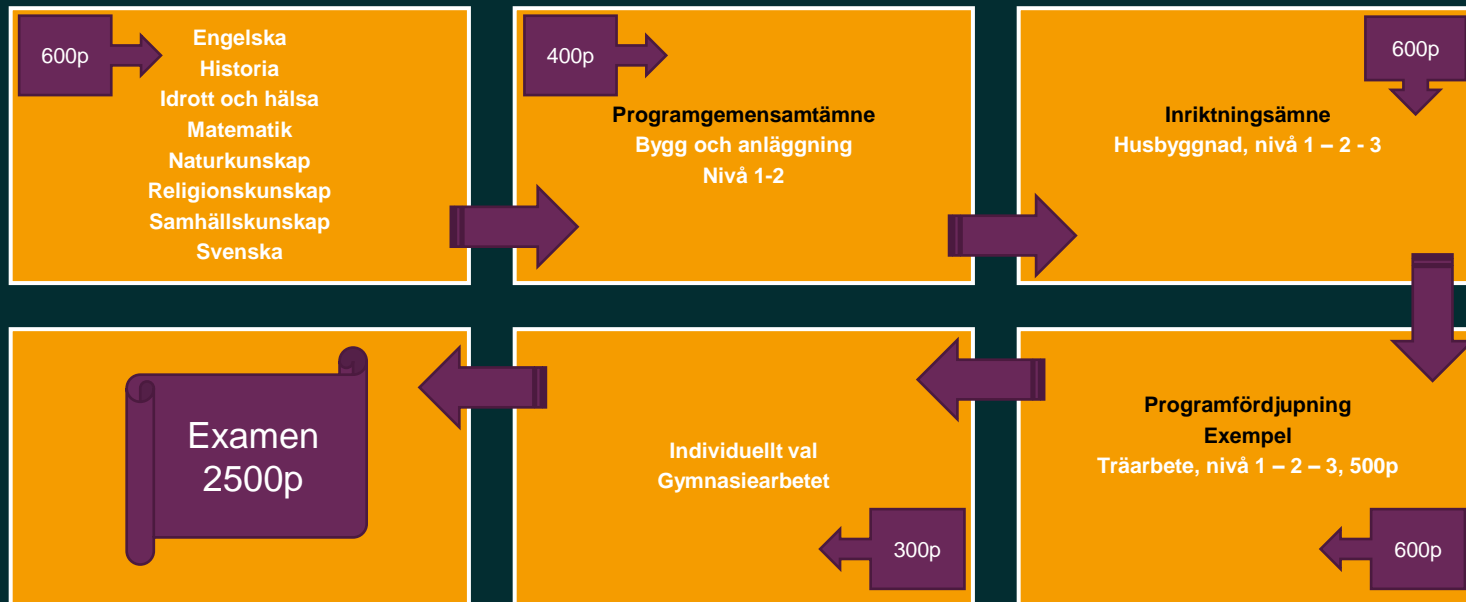 600p
Engelska
Historia
Idrott och hälsa
Matematik
Naturkunskap
Religionskunskap
Samhällskunskap
Svenska
400p
Programgemensamtämne
Bygg och anläggning
Nivå 1-2
600p
Inriktningsämne
Husbyggnad, nivå 1 – 2 - 3
Programfördjupning
Exempel
Träarbete, nivå 1 – 2 – 3, 500p
600p
Individuellt val
Gymnasiearbetet
300p
Examen
2500p